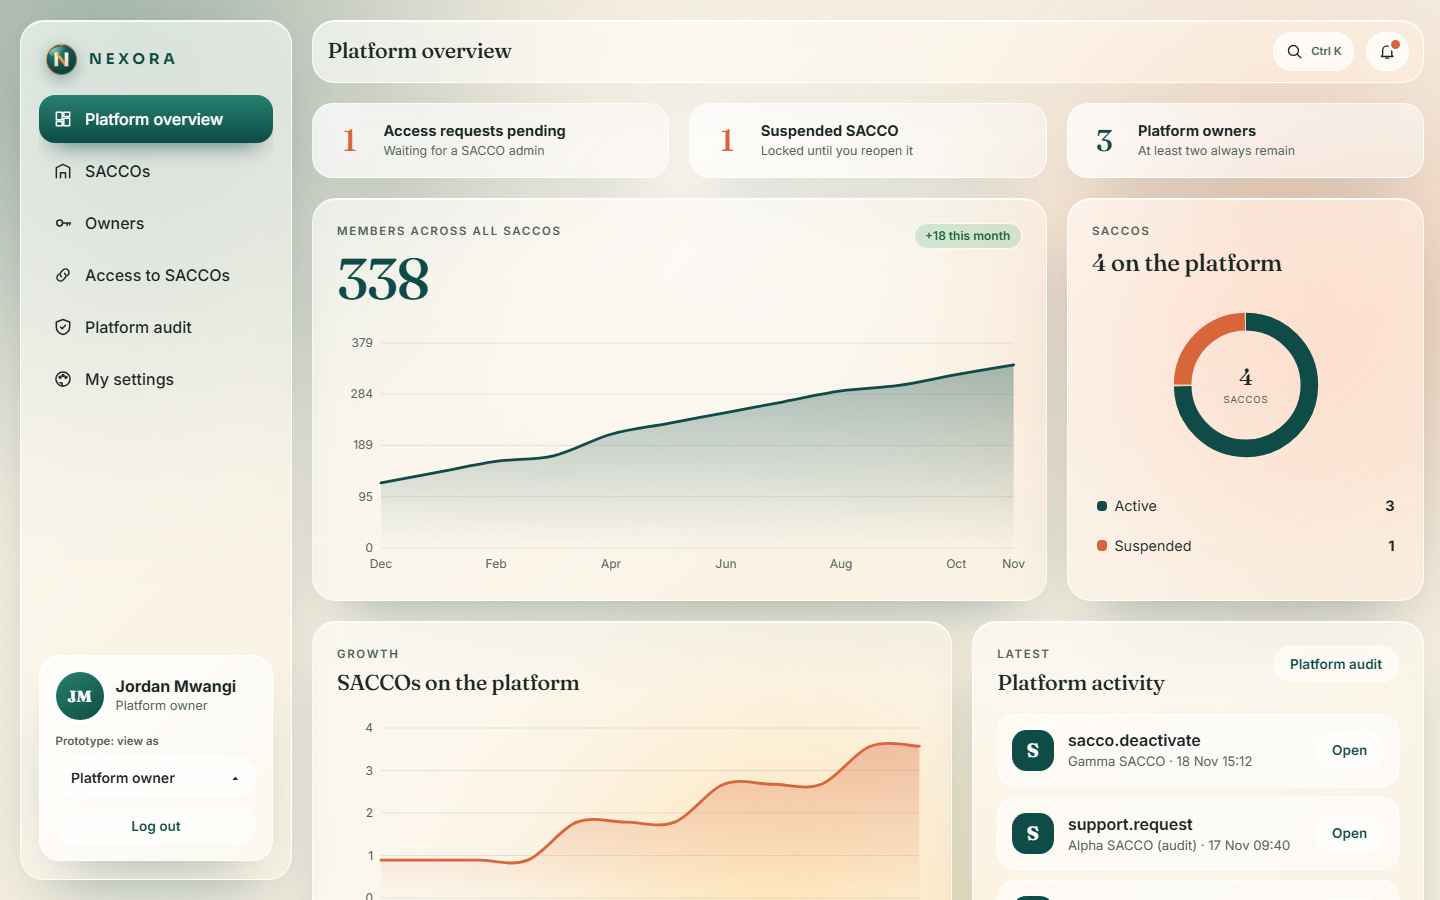 NEXORA
Platform overview
SACCOs
Owners
Access to SACCOs
Platform audit
My settings
JM
Jordan Mwangi
Platform owner
Prototype: view as
Platform owner
Log out
Platform overview
Ctrl K
1
Access requests pending
Waiting for a SACCO admin
1
Suspended SACCO
Locked until you reopen it
3
Platform owners
At least two always remain
MEMBERS ACROSS ALL SACCOS
+18 this month
338
379
284
189
95
0
Dec Feb Apr Jun Aug Oct Nov
SACCOS
4 on the platform
4
SACCOS
Active 3
Suspended 1
GROWTH
SACCOs on the platform
4
3
2
1
0
LATEST
Platform activity
Platform audit
S
sacco.deactivate
Gamma SACCO · 18 Nov 15:12
Open
S
support.request
Alpha SACCO (audit) · 17 Nov 09:40
Open